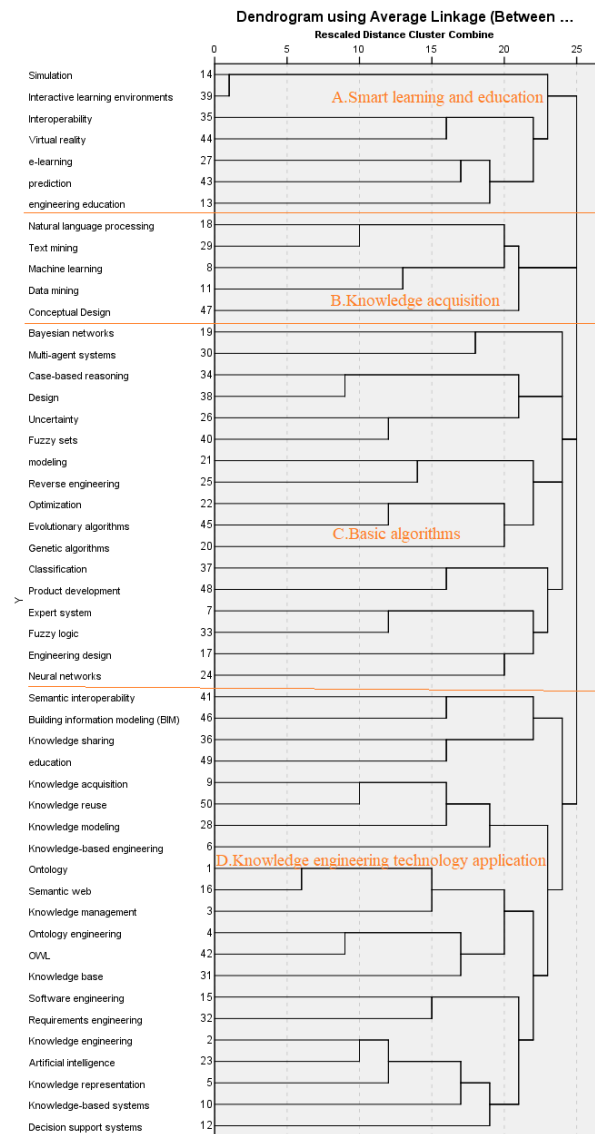 Dendrogram using Average Linkage (Between ...
Rescaled Distance Cluster Combine
0 5 10 15 20 25
Simulation 14
Interactive learning environments 39
A.Smart learning and education
Interoperability 35
Virtual reality 44
e-learning 27
prediction 43
engineering education 13
Natural language processing 18
Text mining 29
Machine learning 8
Data mining 11
B.Knowledge acquisition
Conceptual Design 47
Bayesian networks 19
Multi-agent systems 30
Case-based reasoning 34
Design 38
Uncertainty 26
Fuzzy sets 40
modeling 21
Reverse engineering 25
Optimization 22
Evolutionary algorithms 45
C.Basic algorithms
Genetic algorithms 20
Classification 37
Product development 48
Y
Expert system 7
Fuzzy logic 33
Engineering design 17
Neural networks 24
Semantic interoperability 41
Building information modeling (BIM) 46
Knowledge sharing 36
education 49
Knowledge acquisition 9
Knowledge reuse 50
Knowledge modeling 28
Knowledge-based engineering 6
D.Knowledge engineering technology application
Ontology 1
Semantic web 16
Knowledge management 3
Ontology engineering 4
OWL 42
Knowledge base 31
Software engineering 15
Requirements engineering 32
Knowledge engineering 2
Artificial intelligence 23
Knowledge representation 5
Knowledge-based systems 10
Decision support systems 12